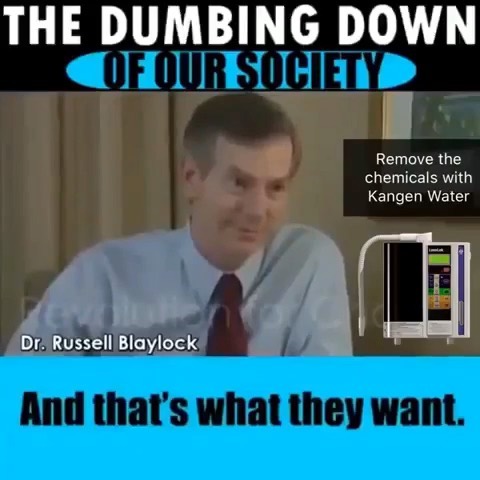 THE DUMBING DOWN
OF OUR SOCIETY
Remove the
chemicals with
Kangen Water
Dr. Russell Blaylock
And that's what they want.